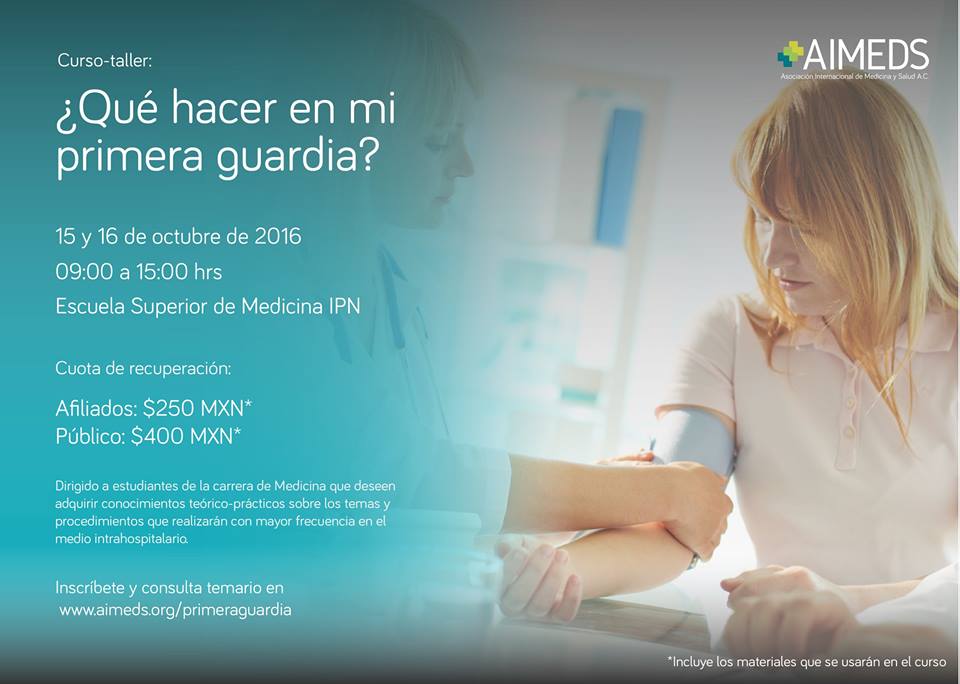 Curso-taller:
¿Qué hacer en mi
primera guardia?
15 y 16 de octubre de 2016
09:00 a 15:00 hrs
Escuela Superior de Medicina IPN
Cuota de recuperación:
Afiliados: $250 MXN*
Público: $400 MXN*
Dirigido a estudiantes de la carrera de Medicina que deseen
adquirir conocimientos teórico-prácticos sobre los temas y
procedimientos que realizarán con mayor frecuencia en el
medio intrahospitalario.
Inscríbete y consulta temario en
www.aimeds.org/primeraguardia
AIMEDS
Asociación Internacional de Medicina y Salud A.C.
*Incluye los materiales que se usarán en el curso